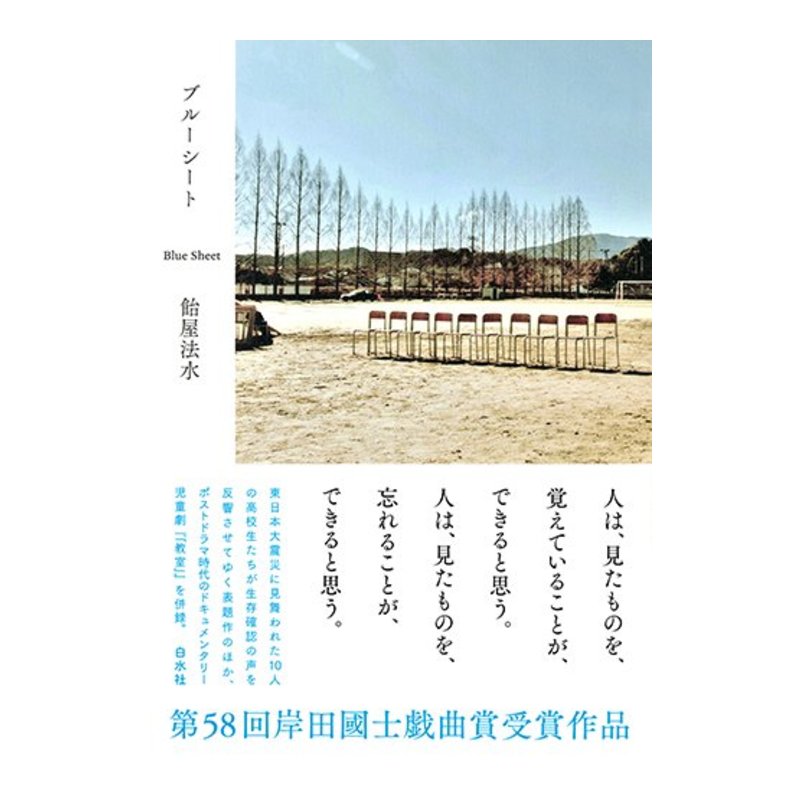 ブルーシート
Blue Sheet
飴屋法水
人は、見たものを、
覚えていることが、
できると思う。
人は、見たものを、
忘れることが、
できると思う。
東日本大震災に見舞われた10人
の高校生たちが生存確認の声を
反響させてゆく表題作のほか、
ポストドラマ時代のドキュメンタリー
児童劇『「教室」』を併録。 白水社
第58回岸田國士戯曲賞受賞作品